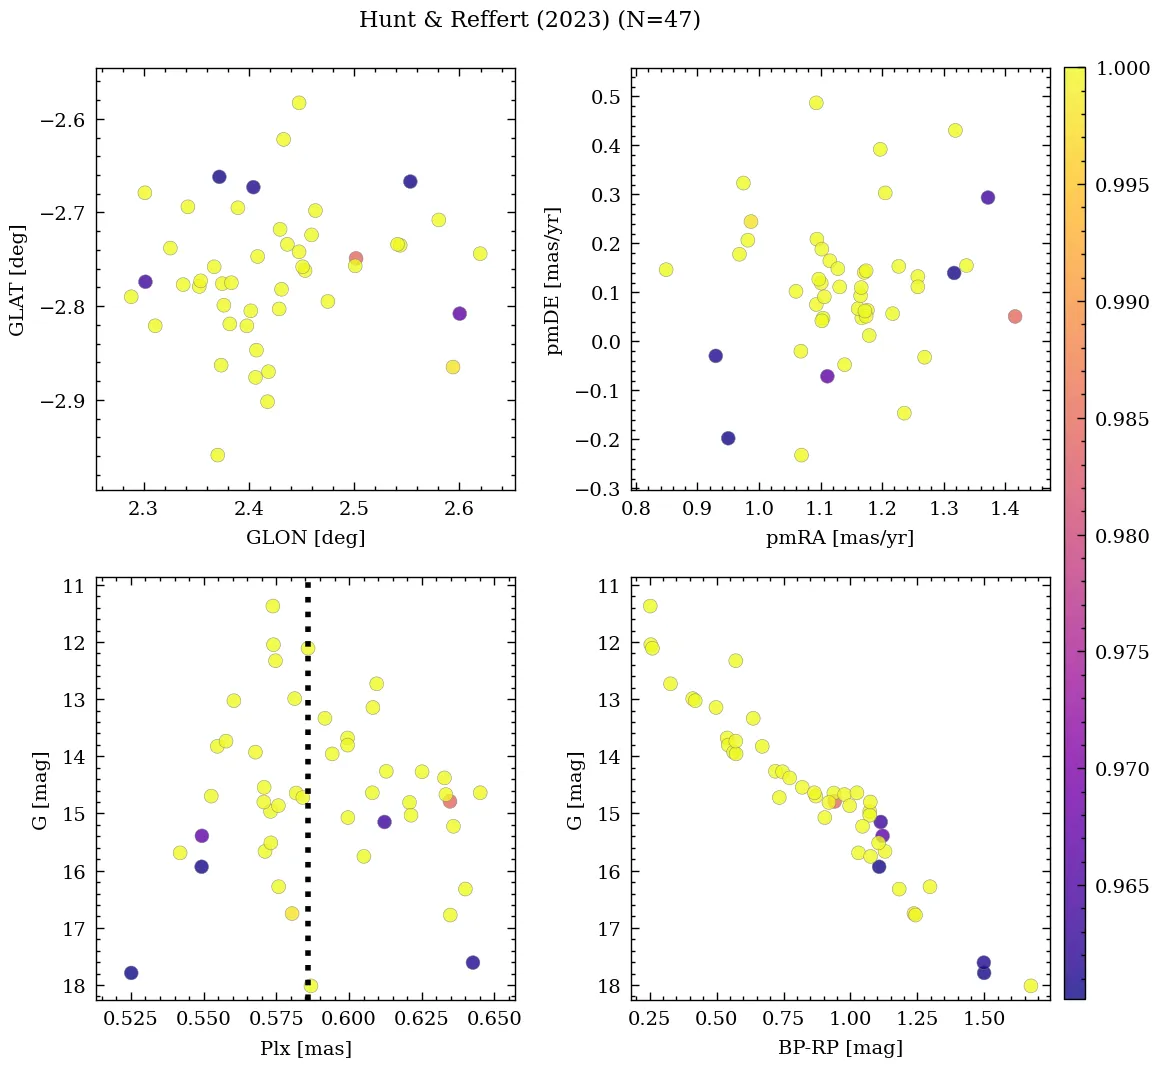 Hunt & Reffert (2023) (N=47)
−2.6
−2.7
−2.8
−2.9
GLAT [deg]
2.3 2.4 2.5 2.6
GLON [deg]
0.5
0.4
0.3
0.2
0.1
0.0
−0.1
−0.2
−0.3
pmDE [mas/yr]
0.8 0.9 1.0 1.1 1.2 1.3 1.4
pmRA [mas/yr]
11
12
13
14
15
16
17
18
G [mag]
0.525 0.550 0.575 0.600 0.625 0.650
Plx [mas]
11
12
13
14
15
16
17
18
G [mag]
0.25 0.50 0.75 1.00 1.25 1.50
BP-RP [mag]
1.000
0.995
0.990
0.985
0.980
0.975
0.970
0.965